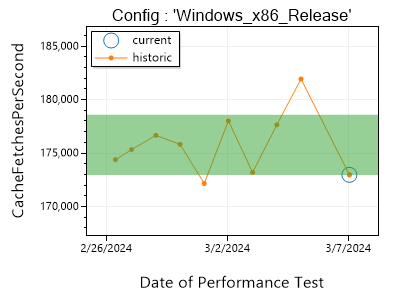 Config : 'Windows_x86_Release'
current
historic
185,000
180,000
175,000
170,000
CacheFetchesPerSecond
2/26/2024
3/2/2024
3/7/2024
Date of Performance Test